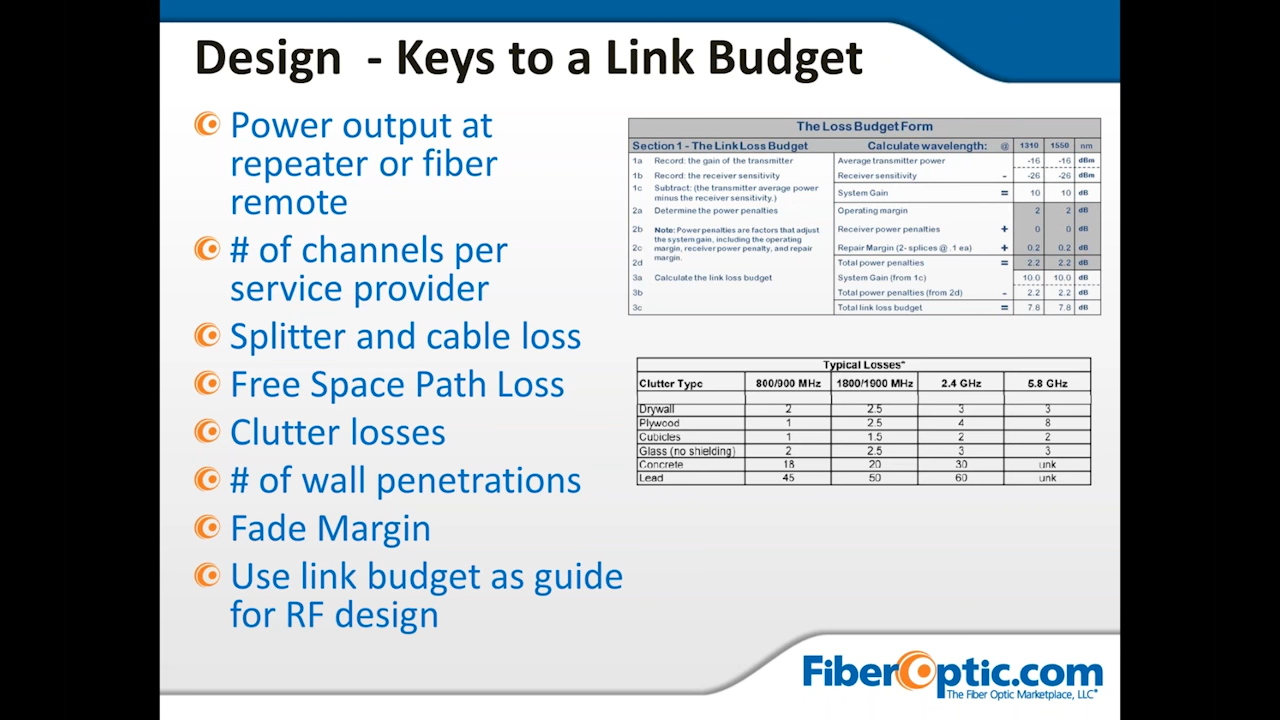 Design - Keys to a Link Budget
Power output at
repeater or fiber
remote
# of channels per
service provider
Splitter and cable loss
Free Space Path Loss
Clutter losses
# of wall penetrations
Fade Margin
Use link budget as guide
for RF design
The Loss Budget Form
Section 1 - The Link Loss Budget Calculate wavelength: @ 1310 1550 nm
1a Record: the gain of the transmitter Average transmitter power -16 -16 dBm
1b Record: the receiver sensitivity Receiver sensitivity - -26 -26 dBm
1c Subtract: (the transmitter average power
minus the receiver sensitivity.) System Gain = 10 10 dB
2a Determine the power penalties Operating margin 2 2 dB
2b Note: Power penalties are factors that adjust
the system gain, including the operating
margin, receiver power penalty, and repair
margin. Receiver power penalties + 0 0 dB
2c Repair Margin (2- splices @ .1 ea) + 0.2 0.2 dB
2d Total power penalties = 2.2 2.2 dB
3a Calculate the link loss budget System Gain (from 1c) 10.0 10.0 dB
3b Total power penalties (from 2d) - 2.2 2.2 dB
3c Total link loss budget = 7.8 7.8 dB
Typical Losses*
Clutter Type 800/900 MHz 1800/1900 MHz 2.4 GHz 5.8 GHz
Drywall 2 2.5 3 3
Plywood 1 2.5 4 8
Cubicles 1 1.5 2 2
Glass (no shielding) 2 2.5 3 3
Concrete 18 20 30 unk
Lead 45 50 60 unk
FiberOptic.com
The Fiber Optic Marketplace, LLC®